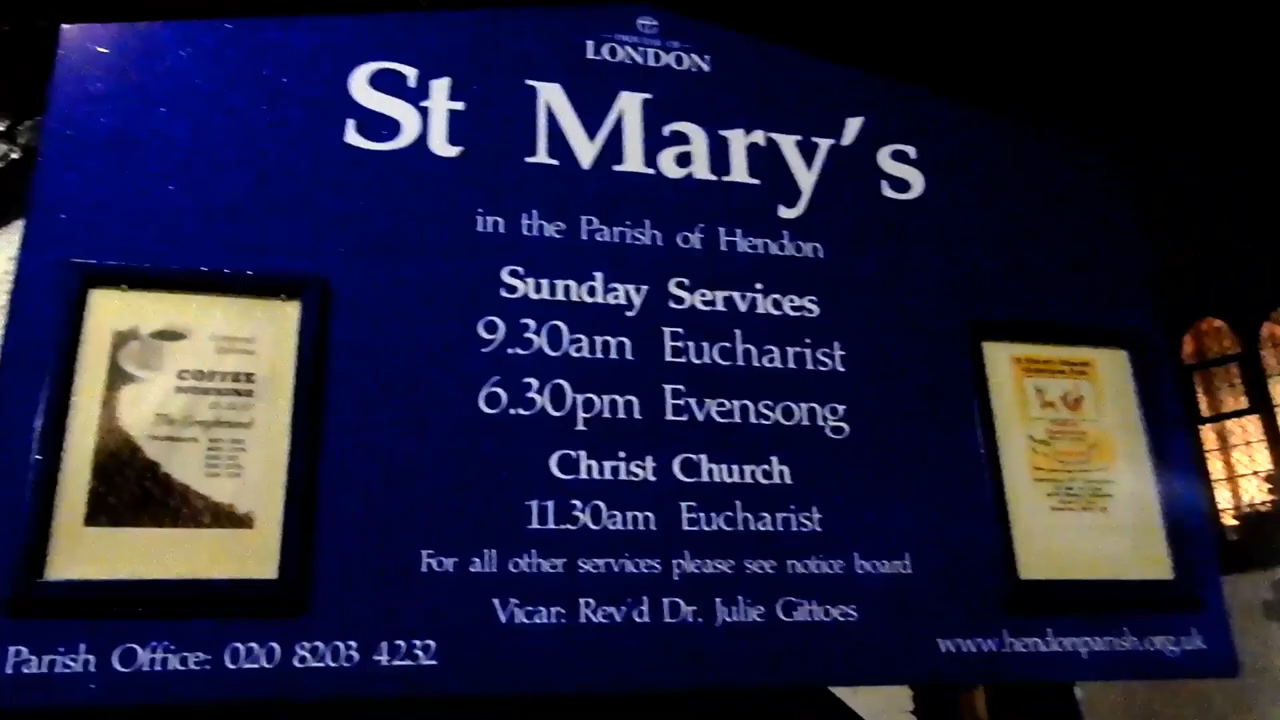 LONDON
St Mary's
in the Parish of Hendon
Sunday Services
9.30am Eucharist
6.30pm Evensong
Christ Church
11.30am Eucharist
For all other services please see notice board
Vicar: Rev'd Dr. Julie Gittoes
Parish Office: 020 8203 4232
www.hendonparish.org.uk
COFFEE
MORNING